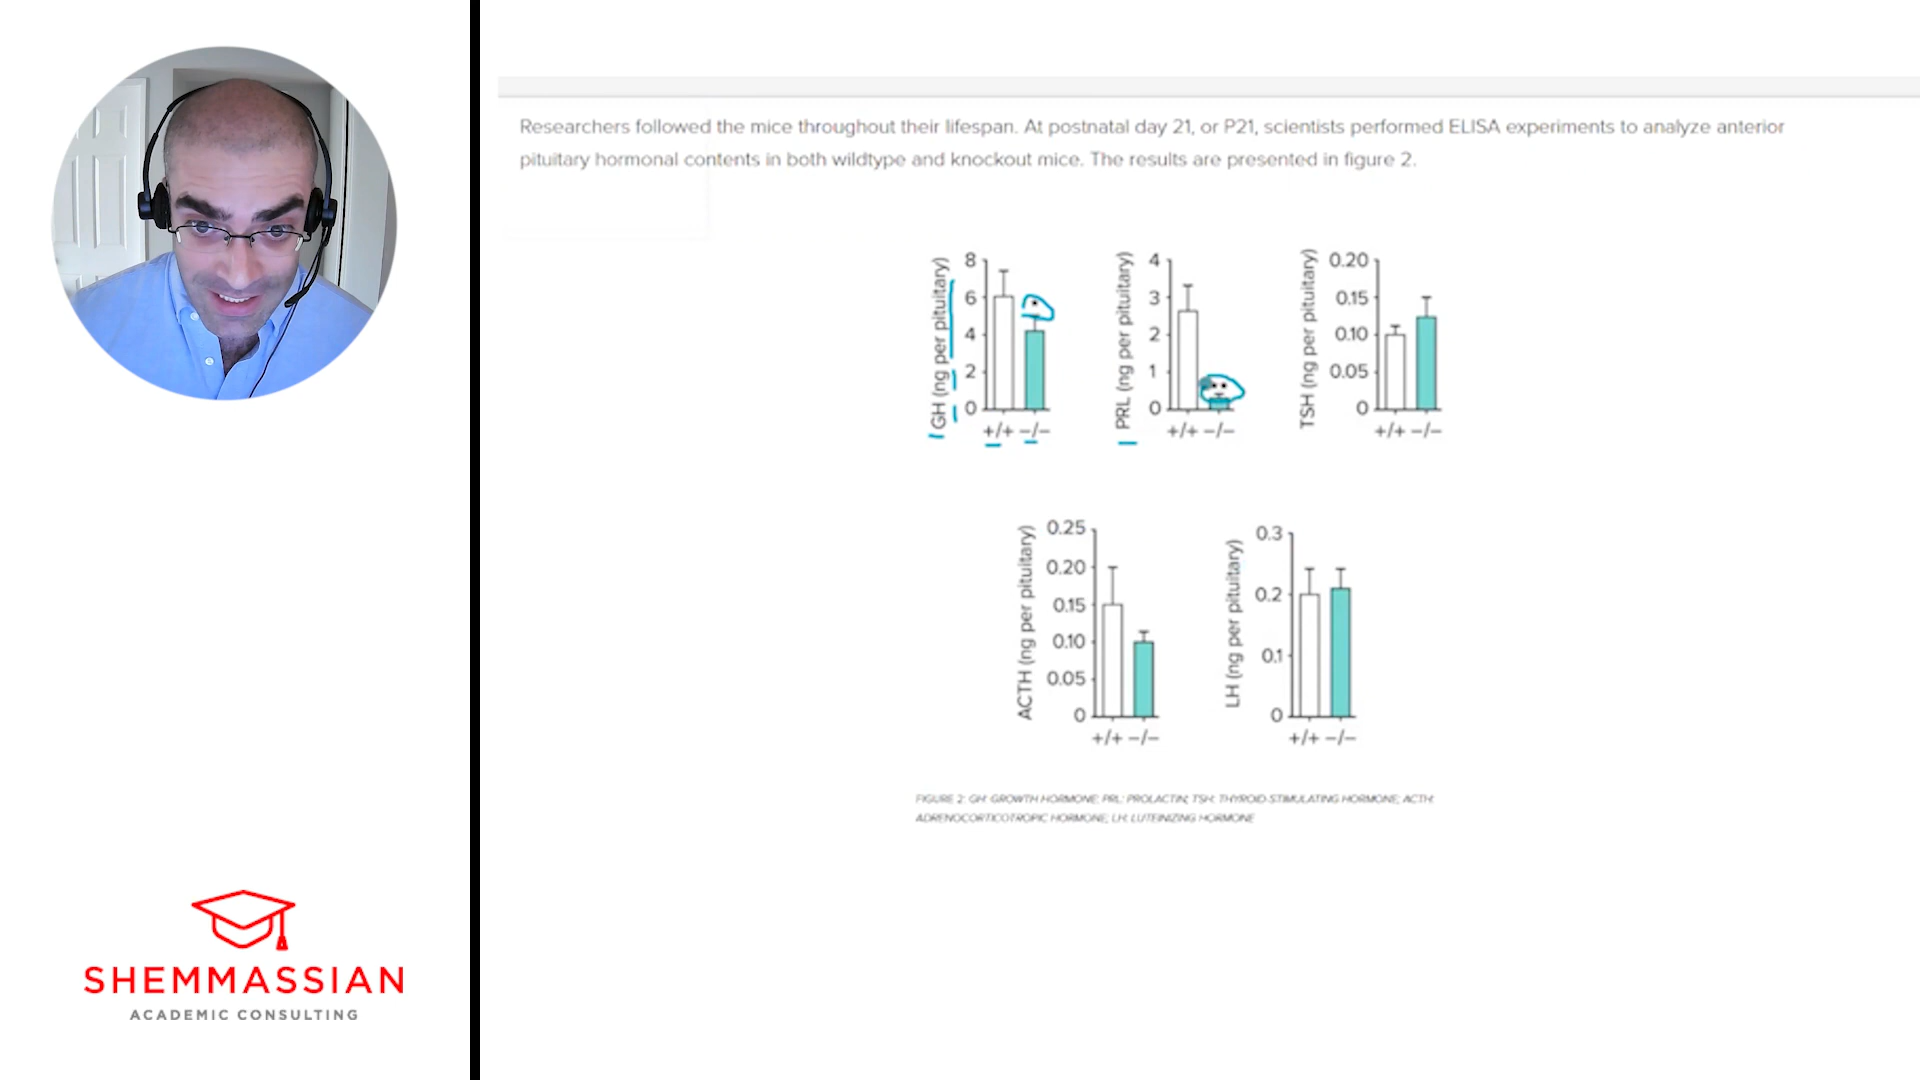 Researchers followed the mice throughout their lifespan. At postnatal day 21, or P21, scientists performed ELISA experiments to analyze anterior
pituitary hormonal contents in both wildtype and knockout mice. The results are presented in figure 2.
GH (ng per pituitary)
8
6
4
2
0
+/+ −/−
PRL (ng per pituitary)
4
3
2
1
0
+/+ −/−
TSH (ng per pituitary)
0.20
0.15
0.10
0.05
0
+/+ −/−
ACTH (ng per pituitary)
0.25
0.20
0.15
0.10
0.05
0
+/+ −/−
LH (ng per pituitary)
0.3
0.2
0.1
0
+/+ −/−
FIGURE 2: GH: GROWTH HORMONE; PRL: PROLACTIN; TSH: THYROID-STIMULATING HORMONE; ACTH:
ADRENOCORTICOTROPIC HORMONE; LH: LUTEINIZING HORMONE
SHEMMASSIAN
ACADEMIC CONSULTING